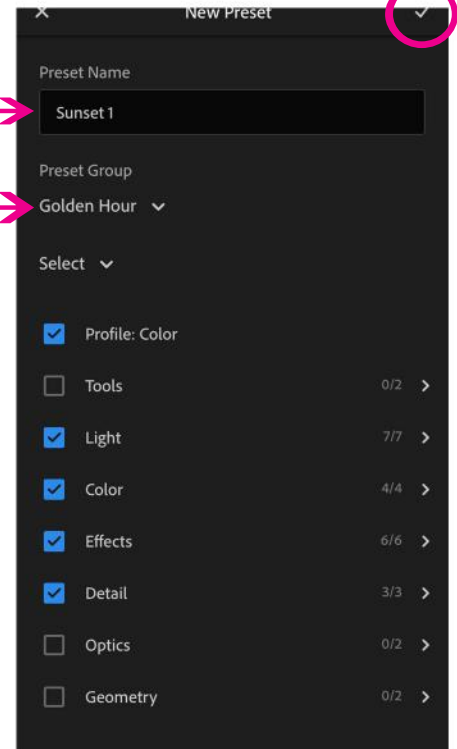 New Preset
Preset Name
Sunset 1
Preset Group
Golden Hour
Select
Profile: Color
Tools 0/2
Light 7/7
Color 4/4
Effects 6/6
Detail 3/3
Optics 0/2
Geometry 0/2